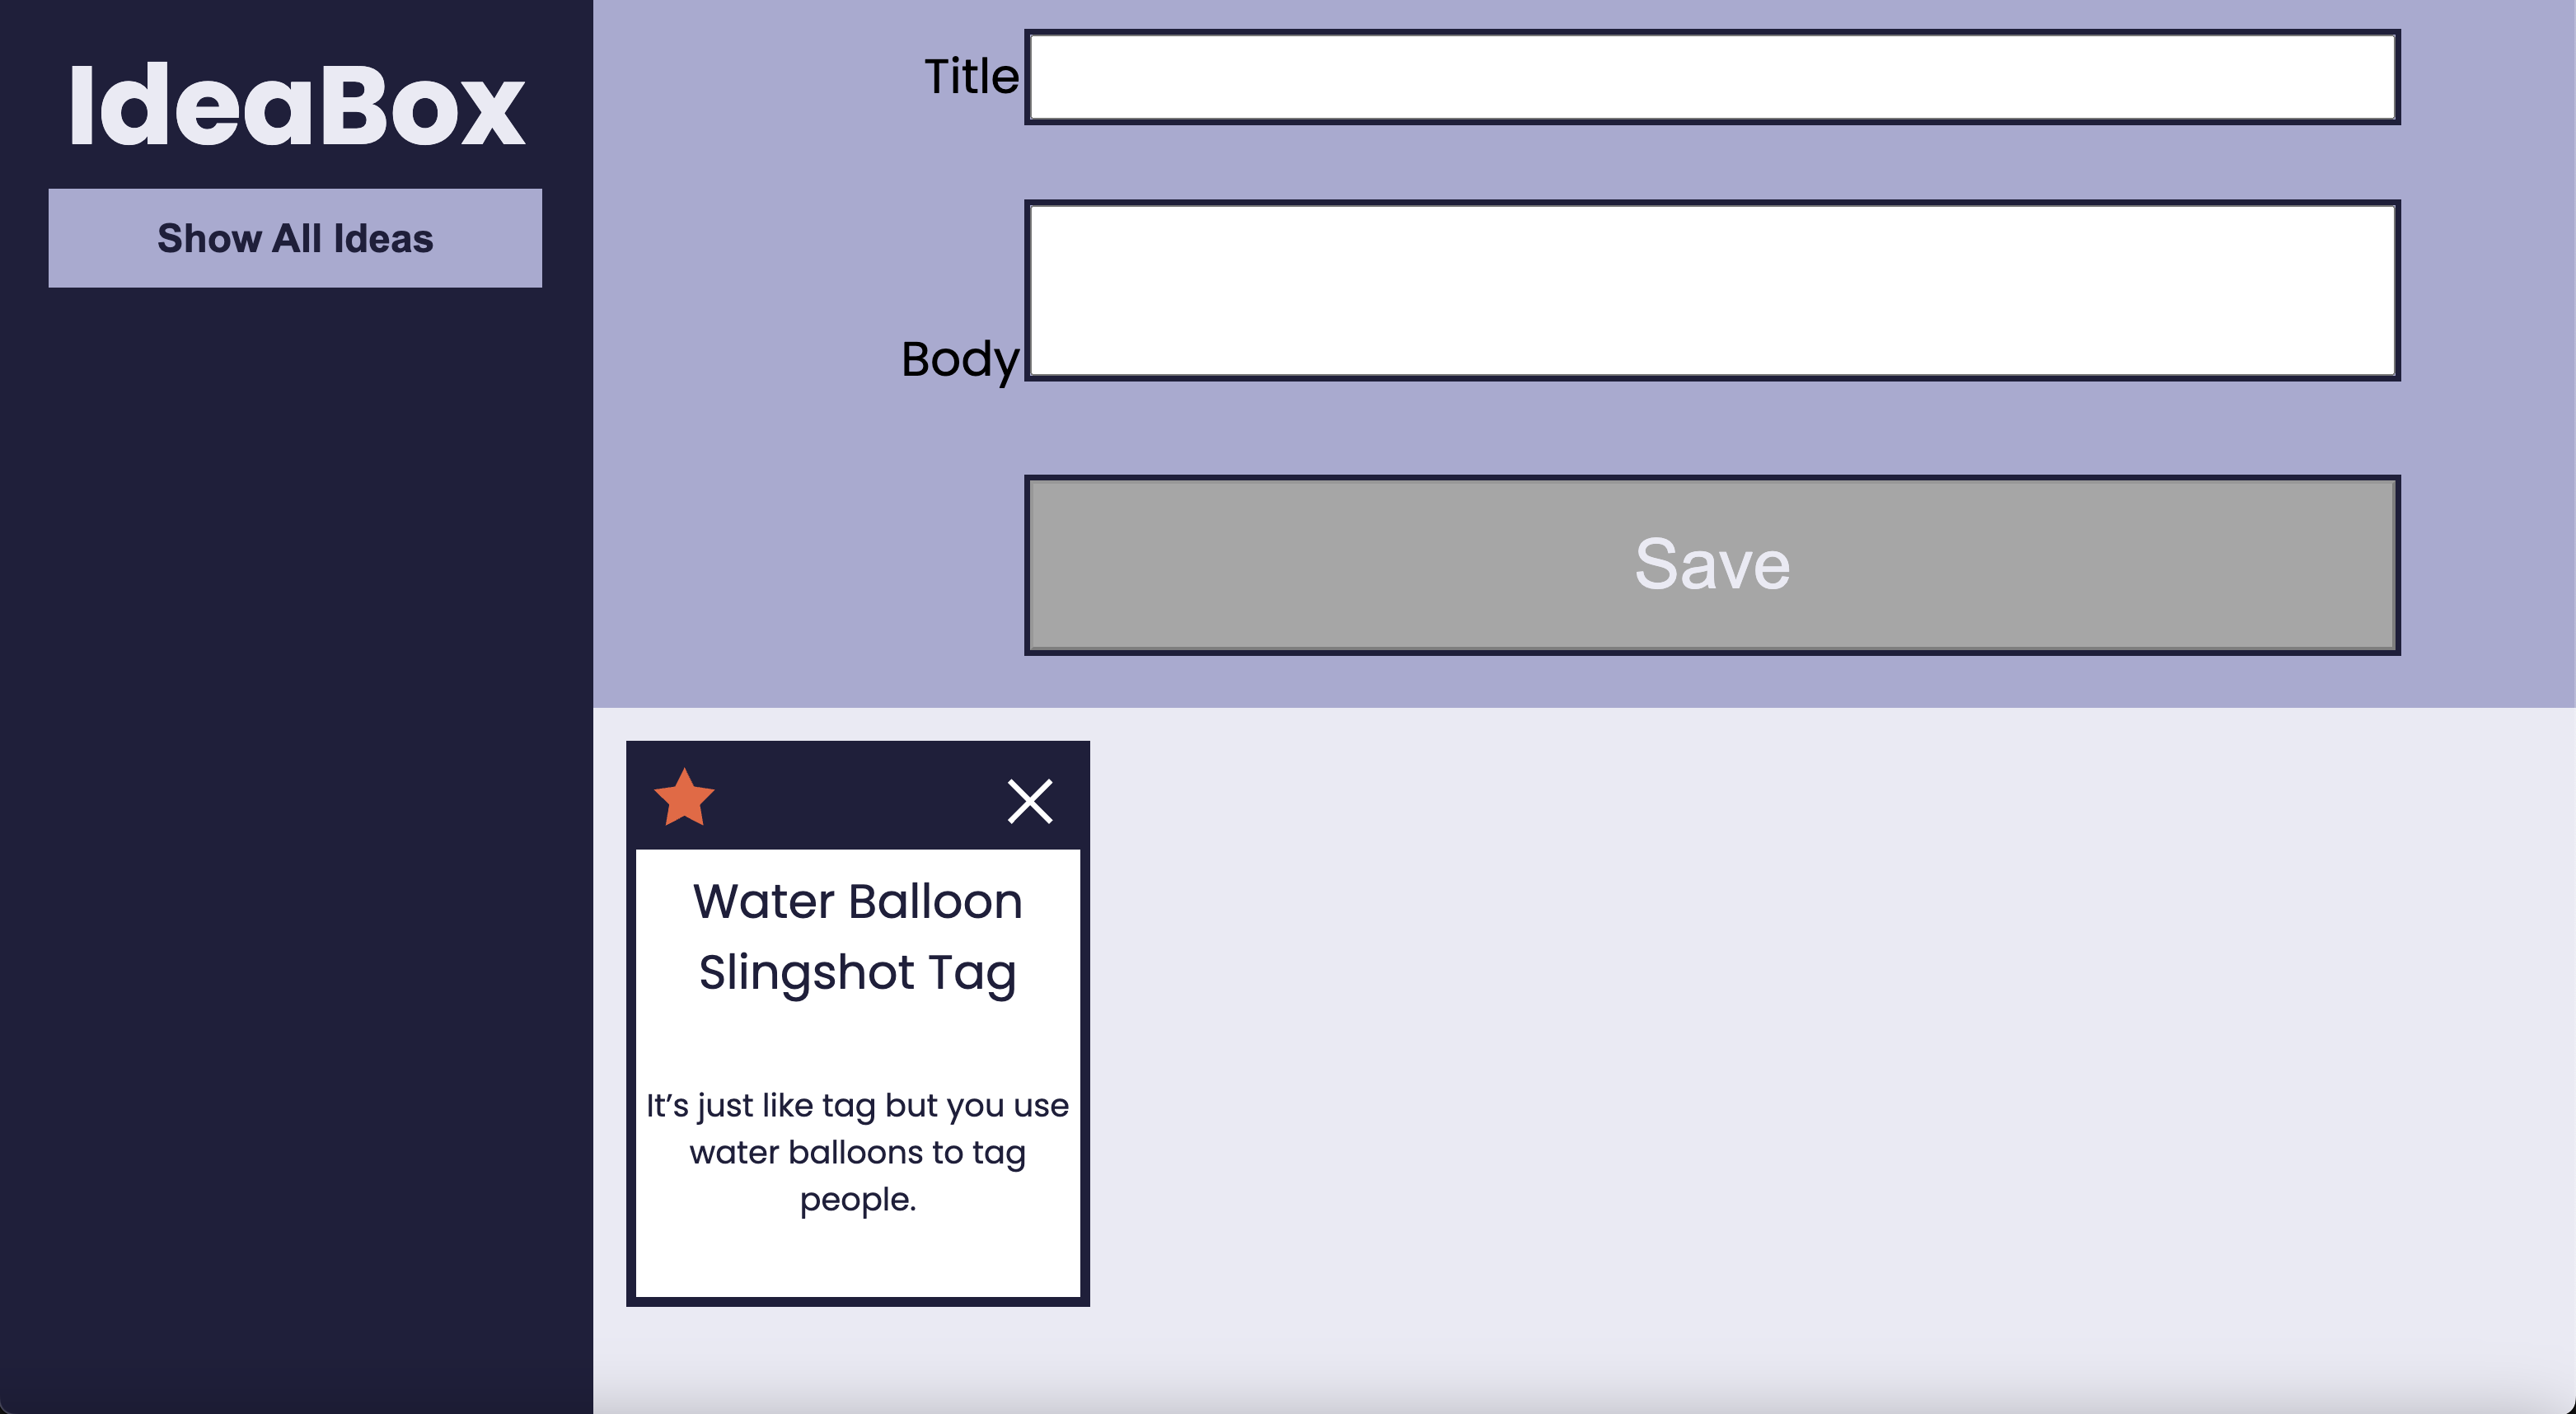 IdeaBox
Show All Ideas
Title
Body
Save
Water Balloon
Slingshot Tag
It’s just like tag but you use
water balloons to tag
people.